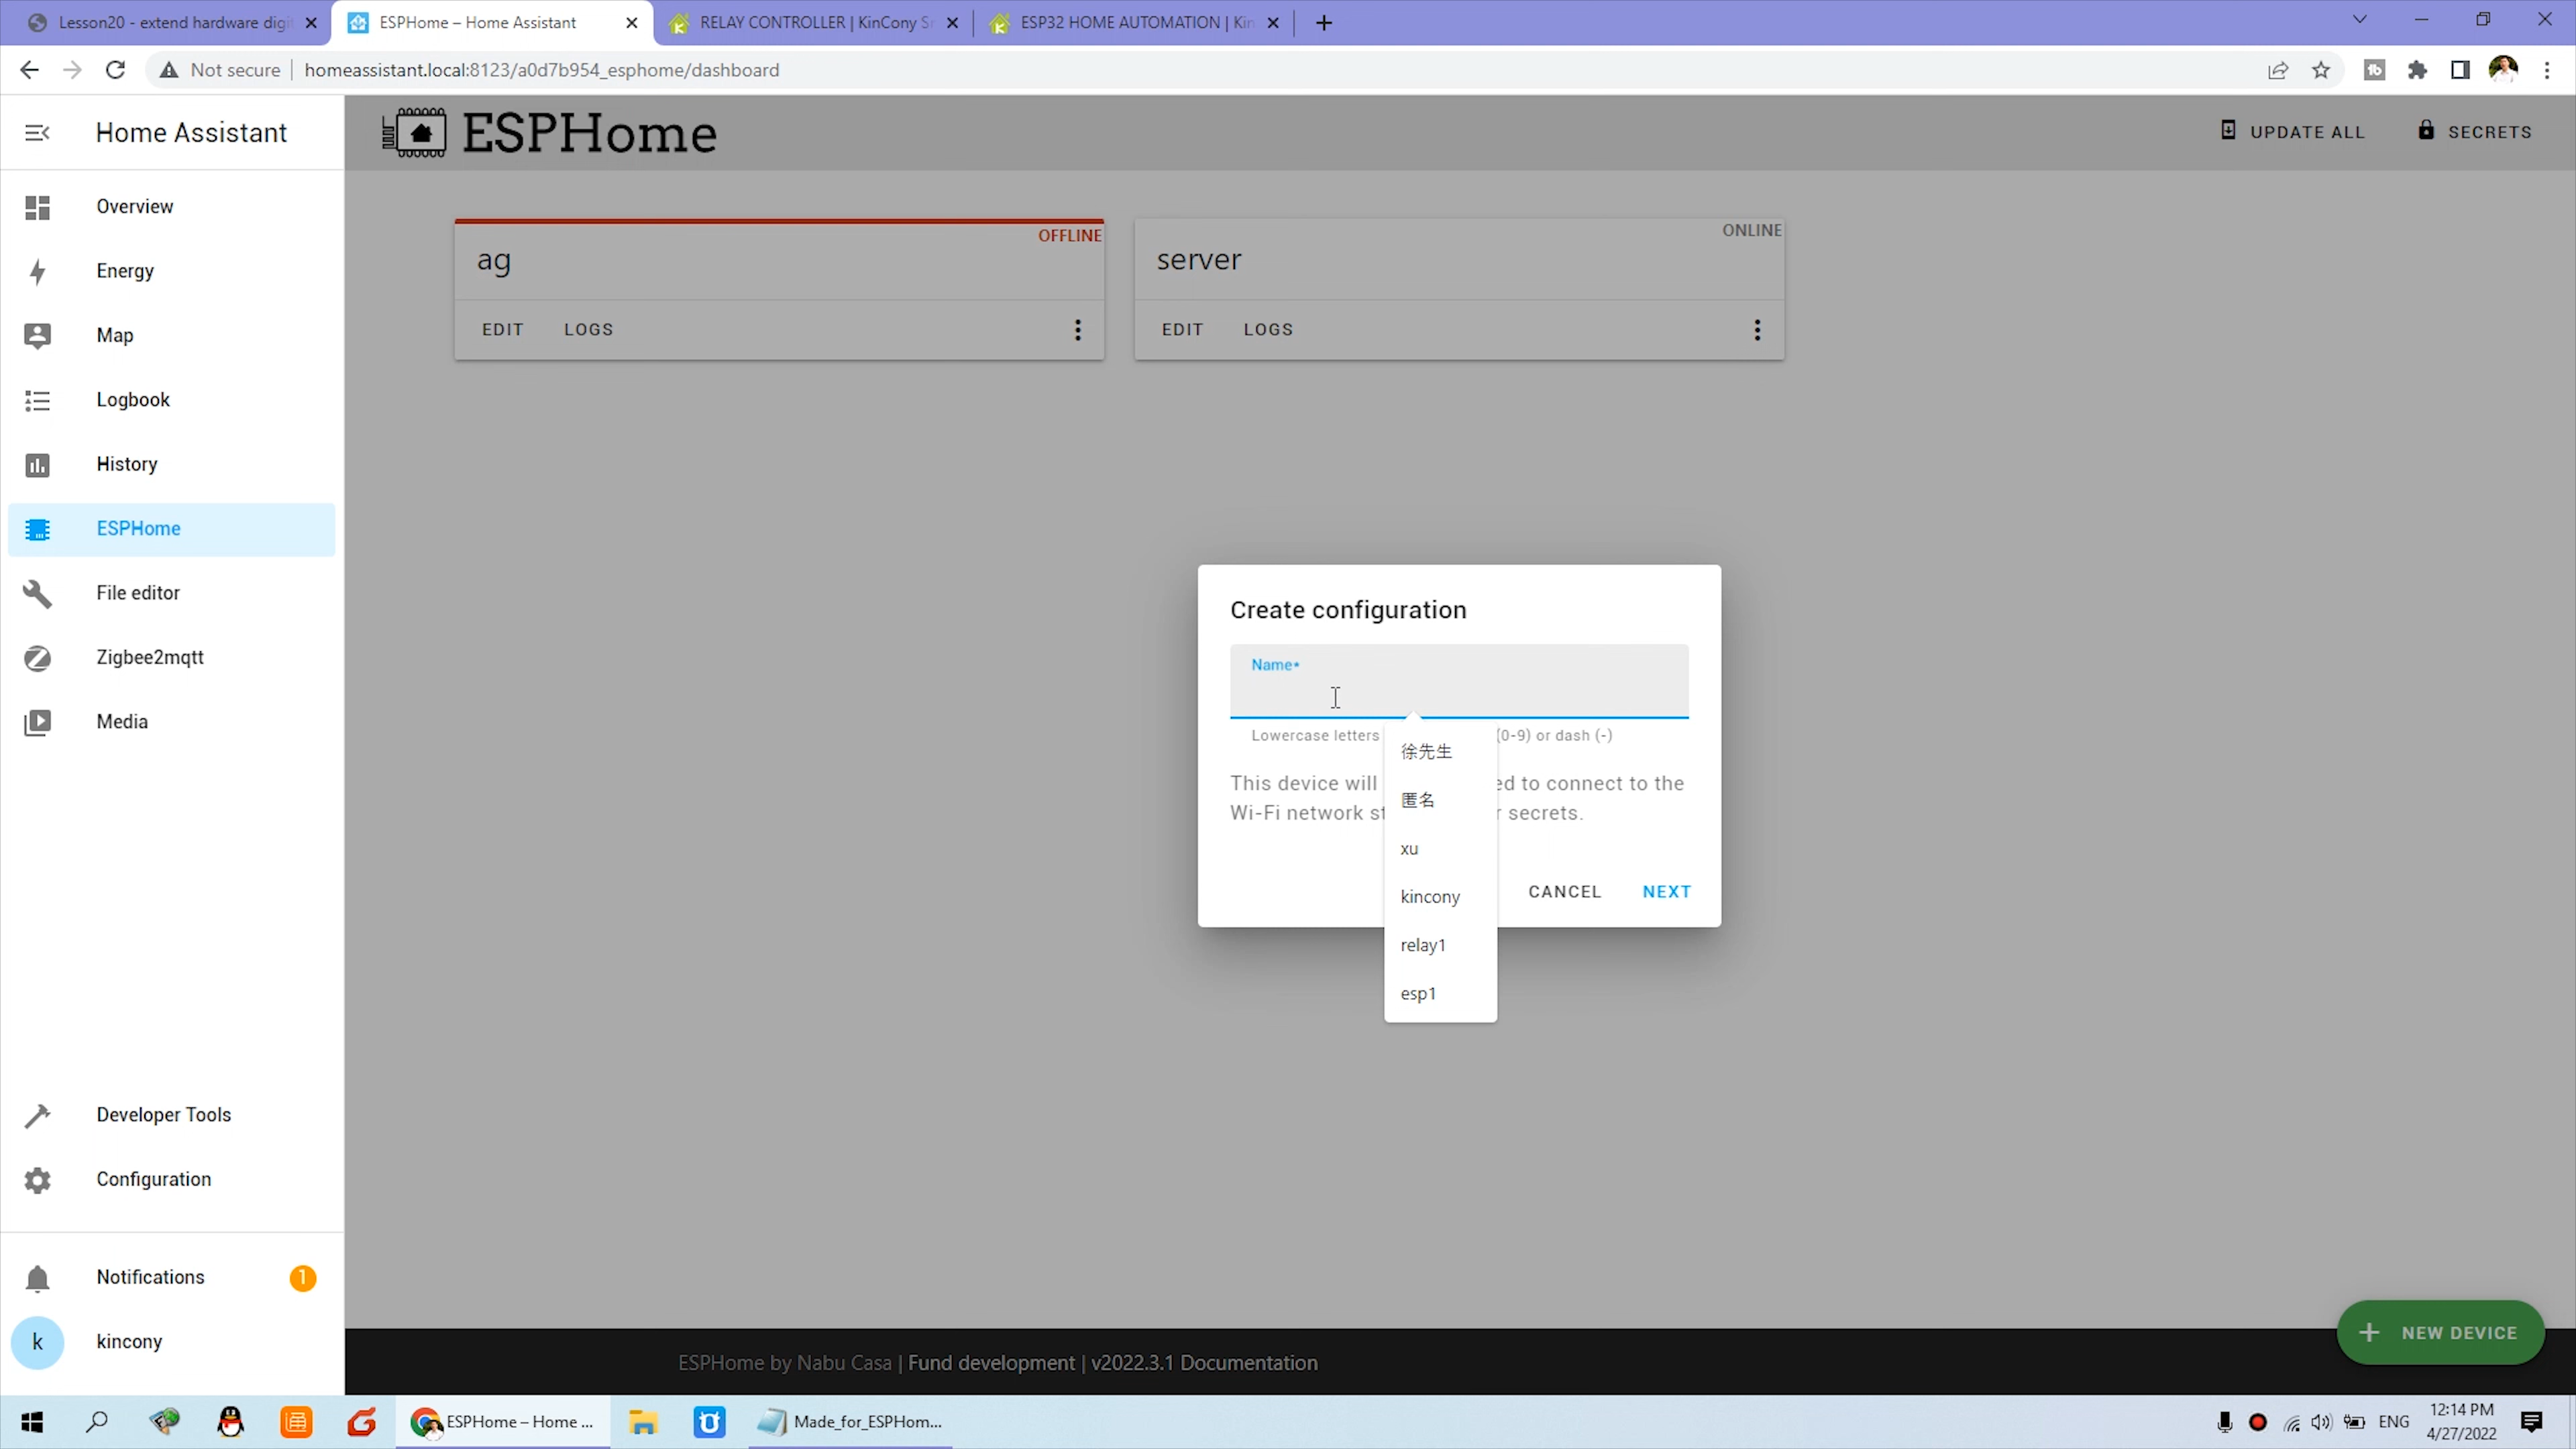 Lesson20 - extend hardware digi
ESPHome – Home Assistant
RELAY CONTROLLER | KinCony Sm
ESP32 HOME AUTOMATION | Kin
Not secure
homeassistant.local:8123/a0d7b954_esphome/dashboard
Home Assistant
ESPHome
UPDATE ALL
SECRETS
Overview
Energy
Map
Logbook
History
ESPHome
File editor
Zigbee2mqtt
Media
Developer Tools
Configuration
Notifications
1
k
kincony
OFFLINE
ag
EDIT
LOGS
ONLINE
server
EDIT
LOGS
Create configuration
Name*
Lowercase letters (0-9) or dash (-)
This device will ed to connect to the
Wi-Fi network st r secrets.
徐先生
匿名
xu
kincony
relay1
esp1
CANCEL
NEXT
NEW DEVICE
ESPHome by Nabu Casa | Fund development | v2022.3.1 Documentation
ESPHome – Home ...
Made_for_ESPHom...
ENG
12:14 PM
4/27/2022